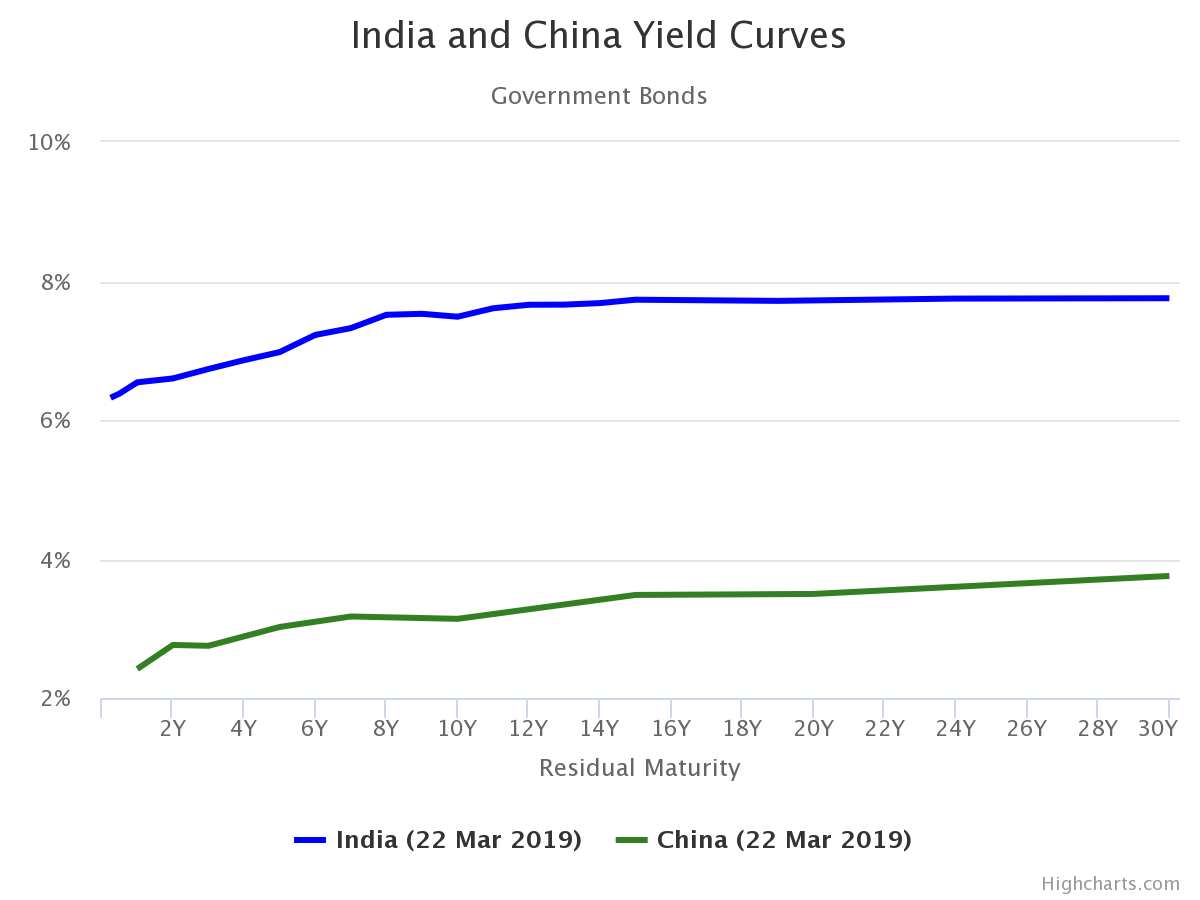 India and China Yield Curves
Government Bonds
10%
8%
6%
4%
2%
2Y 4Y 6Y 8Y 10Y 12Y 14Y 16Y 18Y 20Y 22Y 24Y 26Y 28Y 30Y
Residual Maturity
India (22 Mar 2019) China (22 Mar 2019)
Highcharts.com